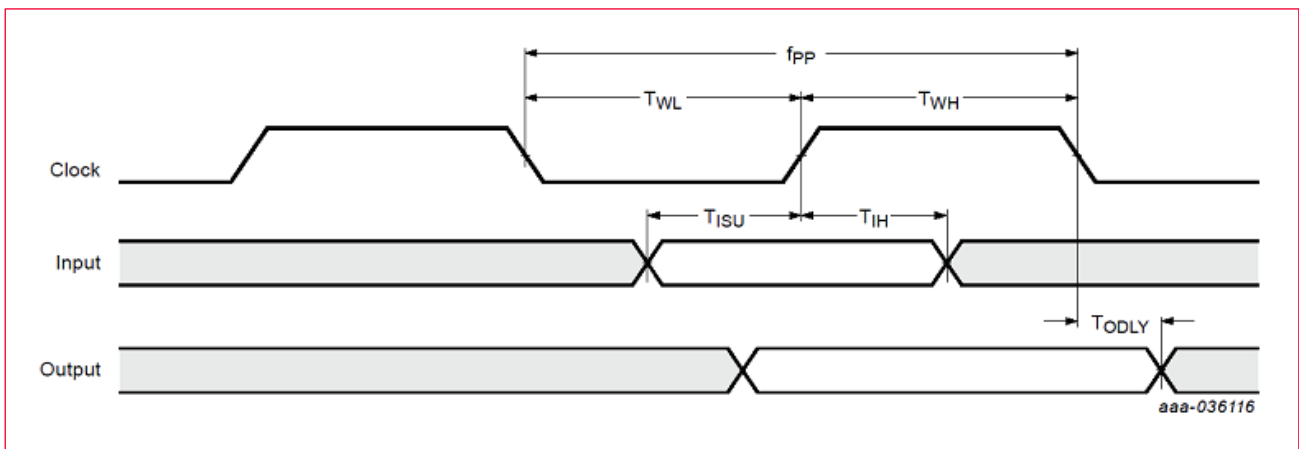 fPP
TWL
TWH
Clock
TISU
TIH
Input
TODLY
Output
aaa-036116